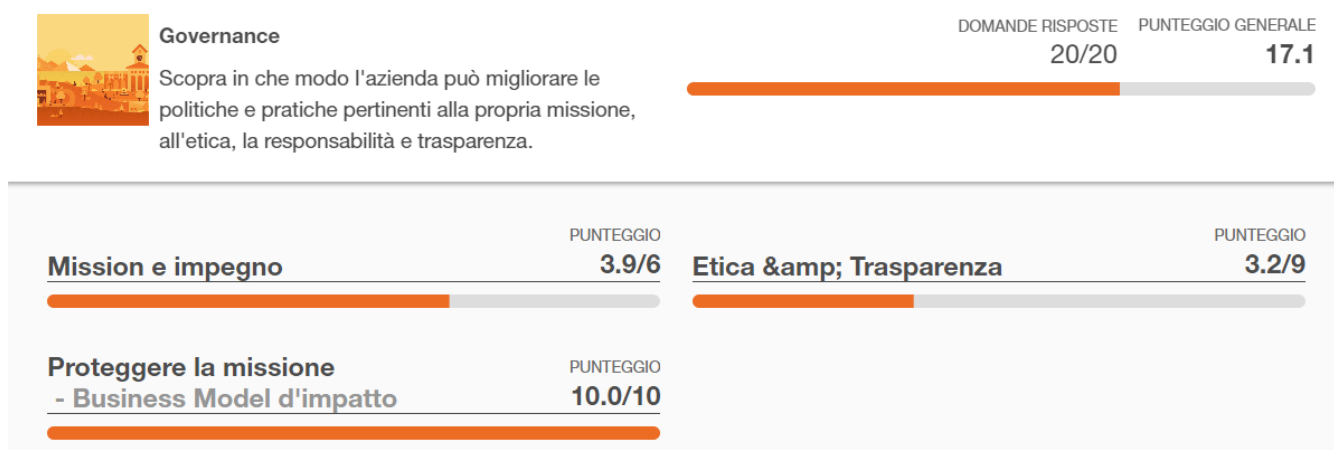 Governance
Scopra in che modo l'azienda può migliorare le
politiche e pratiche pertinenti alla propria missione,
all'etica, la responsabilità e trasparenza.
DOMANDE RISPOSTE
20/20
PUNTEGGIO GENERALE
17.1
Mission e impegno
PUNTEGGIO
3.9/6
Etica &amp; Trasparenza
PUNTEGGIO
3.2/9
Proteggere la missione
- Business Model d'impatto
PUNTEGGIO
10.0/10